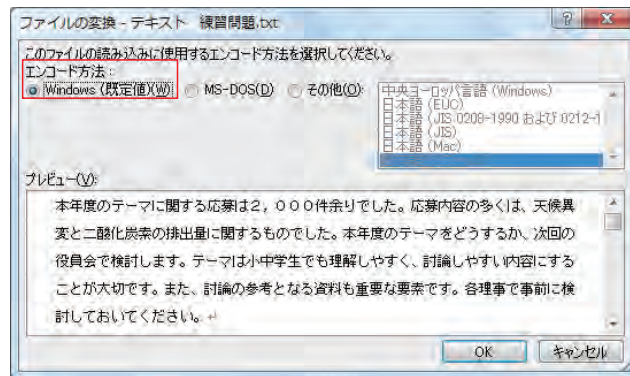 ファイルの変換 - テキスト 練習問題.txt
このファイルの読み込みに使用するエンコード方法を選択してください。
エンコード方法:
Windows (既定値)(W) MS-DOS(D) その他(O):
中央ヨーロッパ言語 (Windows)
日本語 (EUC)
日本語 (JIS 0208-1990 および 0212-1
日本語 (JIS)
日本語 (Mac)
プレビュー(V):
本年度のテーマに関する応募は2，000件余りでした。応募内容の多くは、天候異
変と二酸化炭素の排出量に関するものでした。本年度のテーマをどうするか、次回の
役員会で検討します。テーマは小中学生でも理解しやすく、討論しやすい内容にする
ことが大切です。また、討論の参考となる資料も重要な要素です。各理事で事前に検
討しておいてください。↵
OK キャンセル